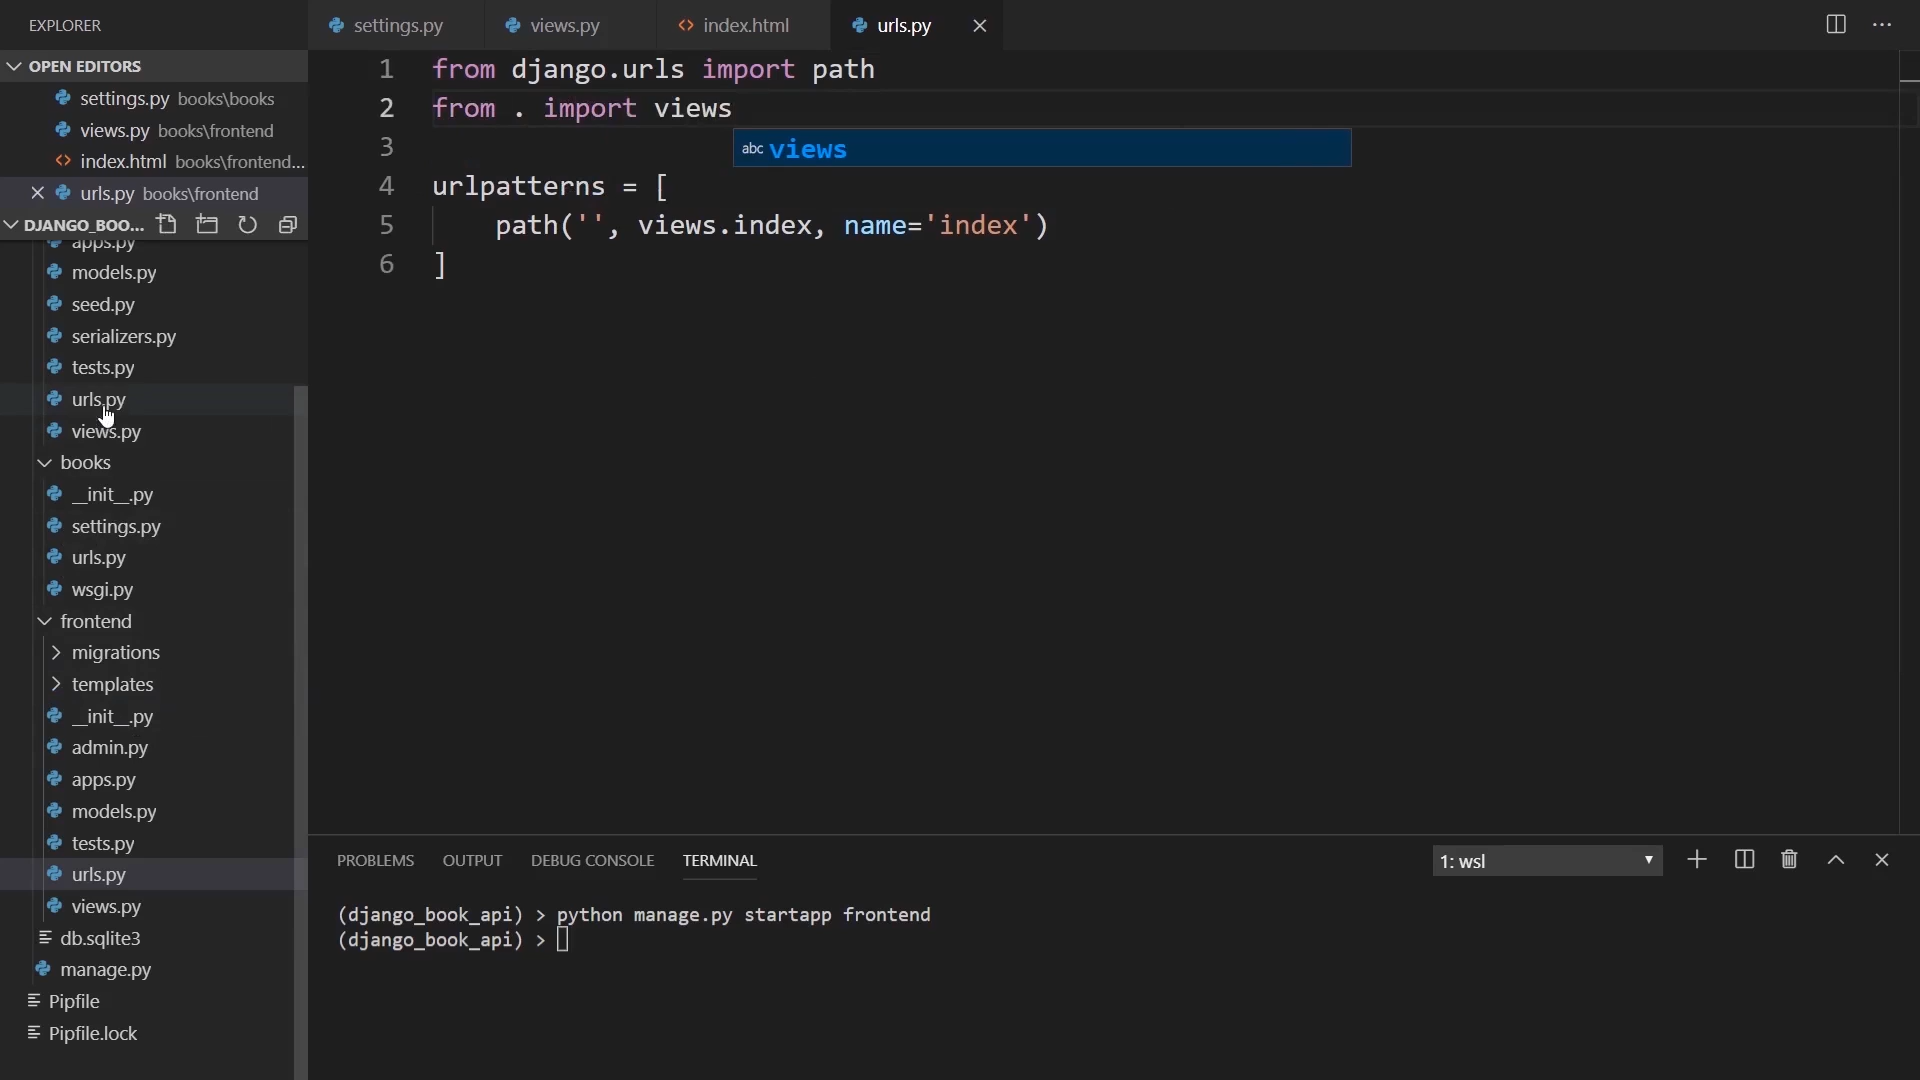 EXPLORER
settings.py
views.py
<> index.html
urls.py
OPEN EDITORS
settings.py books\books
views.py books\frontend
<> index.html books\frontend...
urls.py books\frontend
DJANGO_BOO...
apps.py
models.py
seed.py
serializers.py
tests.py
urls.py
views.py
books
__init__.py
settings.py
urls.py
wsgi.py
frontend
migrations
templates
__init__.py
admin.py
apps.py
models.py
tests.py
urls.py
views.py
db.sqlite3
manage.py
Pipfile
Pipfile.lock
1 from django.urls import path
2 from . import views
abc views
3
4 urlpatterns = [
5 path('', views.index, name='index')
6 ]
PROBLEMS OUTPUT DEBUG CONSOLE TERMINAL
1: wsl
(django_book_api) > python manage.py startapp frontend
(django_book_api) >